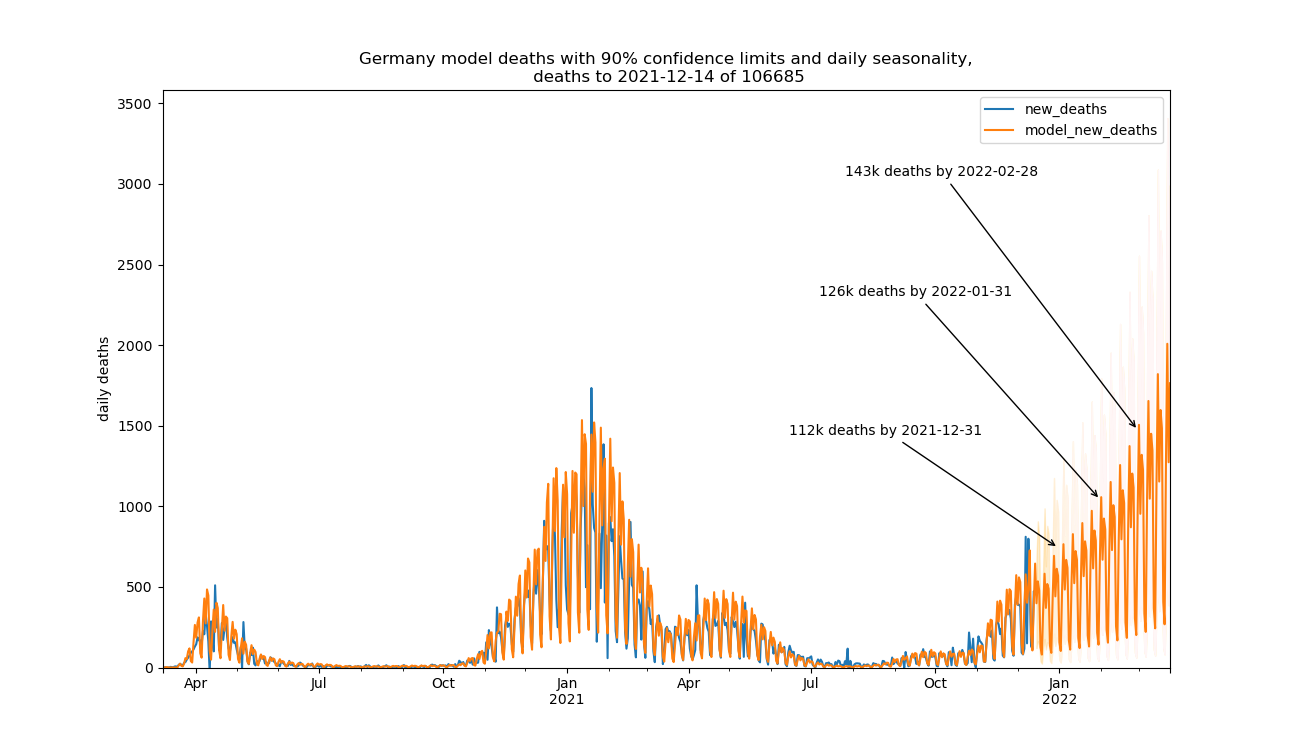 Germany model deaths with 90% confidence limits and daily seasonality,
deaths to 2021-12-14 of 106685
3500
3000
2500
2000
1500
1000
500
0
daily deaths
new_deaths
model_new_deaths
143k deaths by 2022-02-28
126k deaths by 2022-01-31
112k deaths by 2021-12-31
Apr
Jul
Oct
Jan
2021
Apr
Jul
Oct
Jan
2022